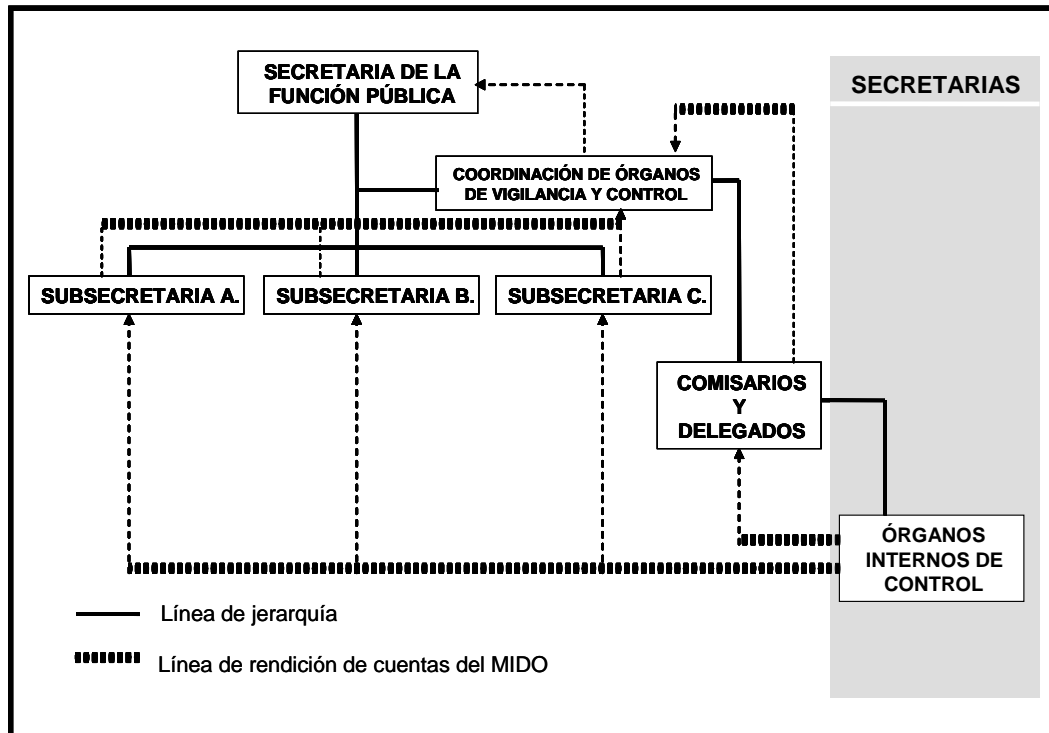 SECRETARIA DE LA
FUNCIÓN PÚBLICA
SECRETARIAS
COORDINACIÓN DE ÓRGANOS
DE VIGILANCIA Y CONTROL
SUBSECRETARIA A.
SUBSECRETARIA B.
SUBSECRETARIA C.
COMISARIOS
Y
DELEGADOS
ÓRGANOS
INTERNOS DE
CONTROL
Línea de jerarquía
Línea de rendición de cuentas del MIDO